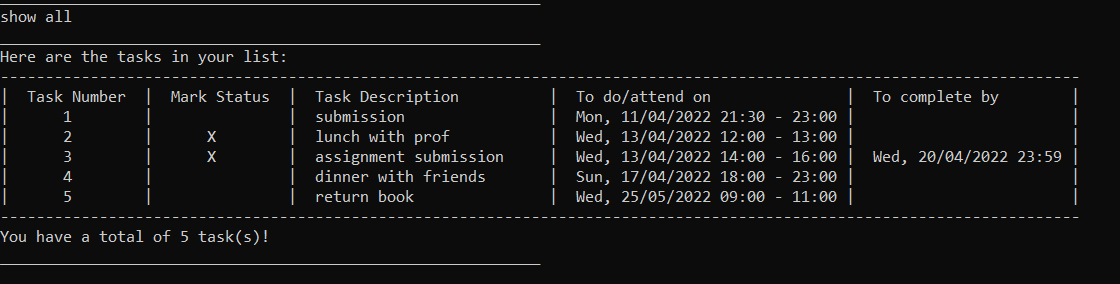 show all
Here are the tasks in your list:
| Task Number | Mark Status | Task Description | To do/attend on | To complete by |
| 1 | | submission | Mon, 11/04/2022 21:30 - 23:00 | |
| 2 | X | lunch with prof | Wed, 13/04/2022 12:00 - 13:00 | |
| 3 | X | assignment submission | Wed, 13/04/2022 14:00 - 16:00 | Wed, 20/04/2022 23:59 |
| 4 | | dinner with friends | Sun, 17/04/2022 18:00 - 23:00 | |
| 5 | | return book | Wed, 25/05/2022 09:00 - 11:00 | |
You have a total of 5 task(s)!